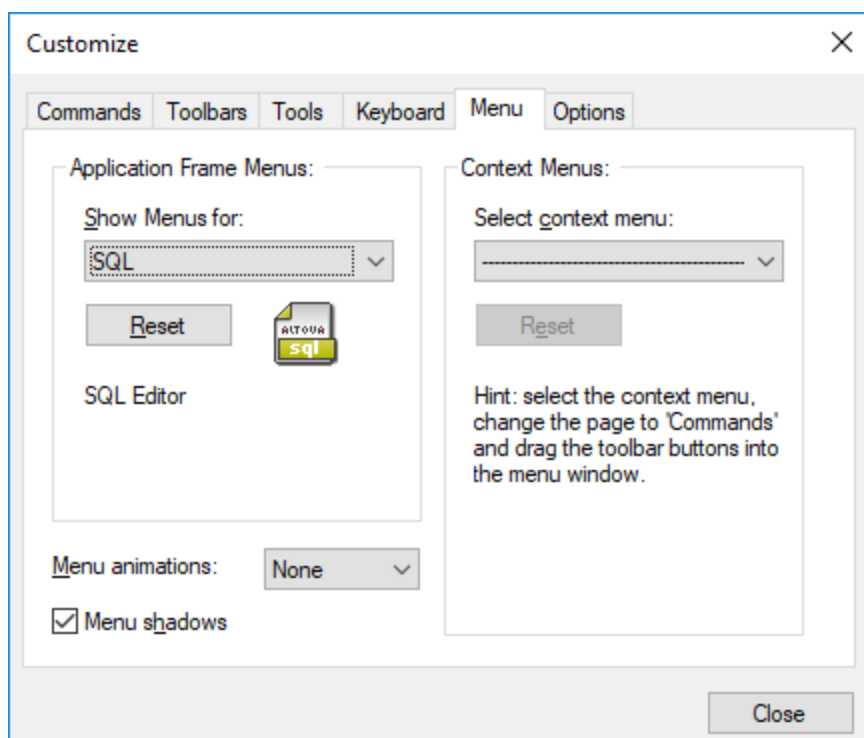 Customize
Commands
Toolbars
Tools
Keyboard
Menu
Options
Application Frame Menus:
Show Menus for:
SQL
Reset
ALTOVA
sql
SQL Editor
Context Menus:
Select context menu:
Reset
Hint: select the context menu,
change the page to 'Commands'
and drag the toolbar buttons into
the menu window.
Menu animations:
None
Menu shadows
Close